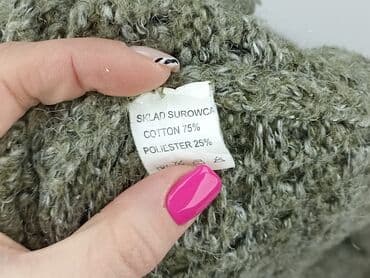 SKŁAD SUROWCA
COTTON 75%
POLIESTER 25%